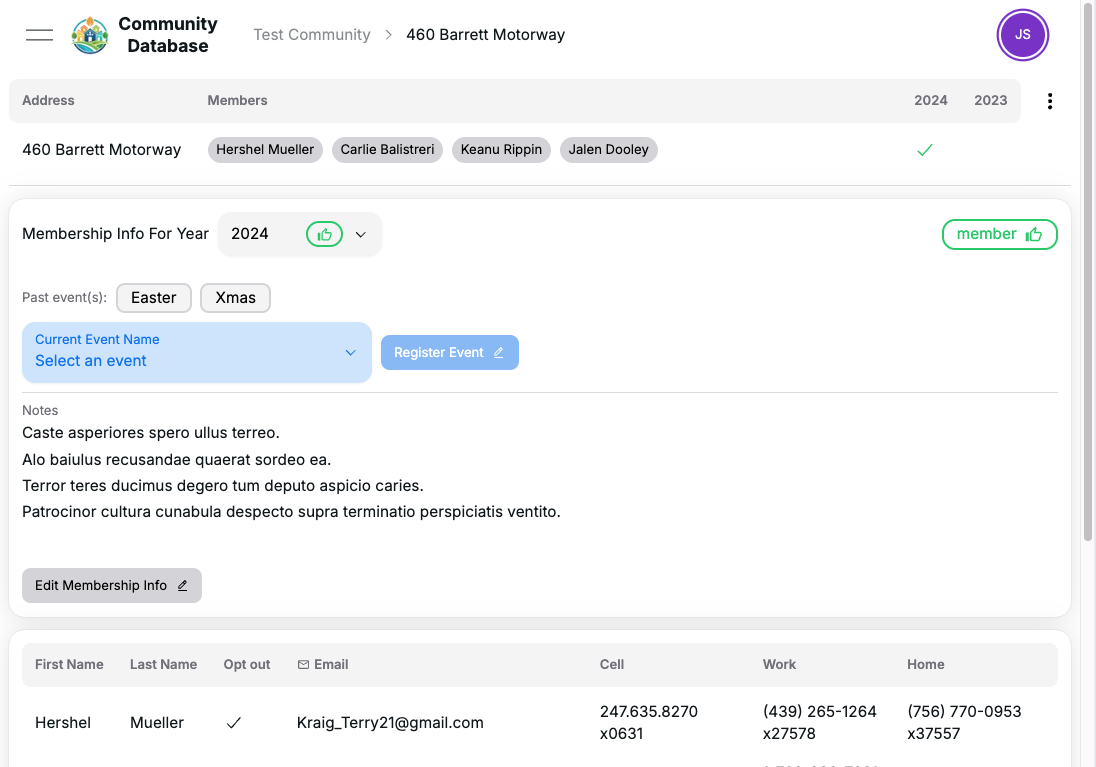 Community
Database
Test Community
460 Barrett Motorway
JS
Address Members 2024 2023
460 Barrett Motorway Hershel Mueller Carlie Balistreri Keanu Rippin Jalen Dooley
Membership Info For Year 2024 member
Past event(s): Easter Xmas
Current Event Name
Select an event
Register Event
Notes
Caste asperiores spero ullus terreo.
Alo baiulus recusandae quaerat sordeo ea.
Terror teres ducimus degero tum deputo aspicio caries.
Patrocinor cultura cunabula despecto supra terminatio perspiciatis ventito.
Edit Membership Info
First Name Last Name Opt out Email Cell Work Home
Hershel Mueller Kraig_Terry21@gmail.com 247.635.8270 (439) 265-1264 (756) 770-0953
x0631 x27578 x37557